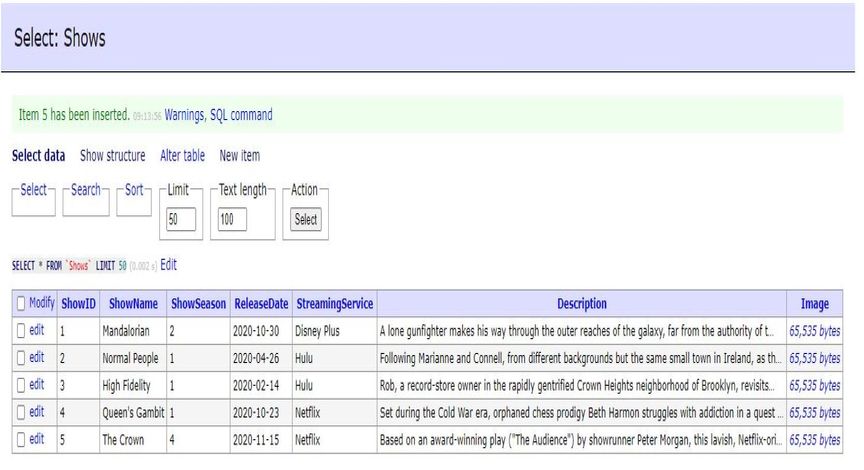 Select: Shows
Item 5 has been inserted. 09:13:56 Warnings, SQL command
Select data Show structure Alter table New item
Select Search Sort Limit Text length Action
50 100 Select
SELECT * FROM `Shows` LIMIT 50 (0.002 s) Edit
Modify ShowID ShowName ShowSeason ReleaseDate StreamingService Description Image
edit 1 Mandalorian 2 2020-10-30 Disney Plus A lone gunfighter makes his way through the outer reaches of the galaxy, far from the authority of t... 65,535 bytes
edit 2 Normal People 1 2020-04-26 Hulu Following Marianne and Connell, from different backgrounds but the same small town in Ireland, as th... 65,535 bytes
edit 3 High Fidelity 1 2020-02-14 Hulu Rob, a record-store owner in the rapidly gentrified Crown Heights neighborhood of Brooklyn, revisits... 65,535 bytes
edit 4 Queen's Gambit 1 2020-10-23 Netflix Set during the Cold War era, orphaned chess prodigy Beth Harmon struggles with addiction in a quest ... 65,535 bytes
edit 5 The Crown 4 2020-11-15 Netflix Based on an award-winning play ("The Audience") by showrunner Peter Morgan, this lavish, Netflix-ori... 65,535 bytes